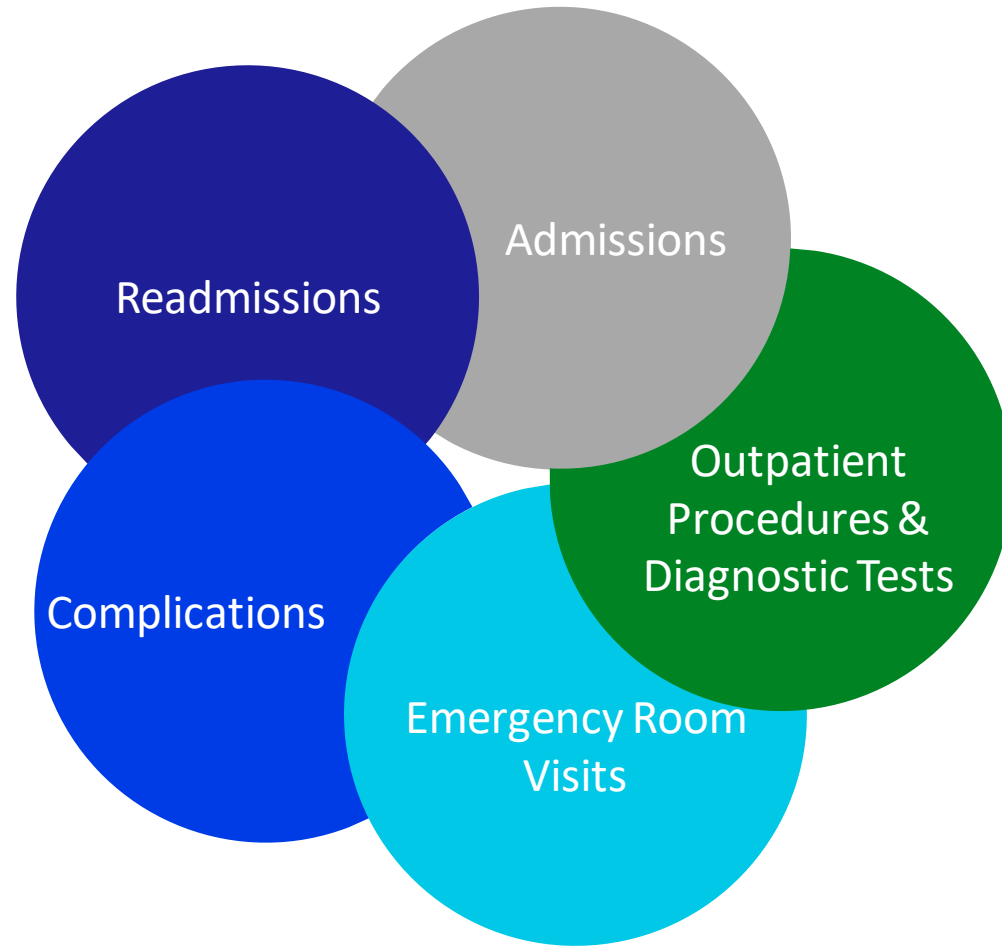 Admissions
Readmissions
Outpatient
Procedures &
Diagnostic Tests
Complications
Emergency Room
Visits